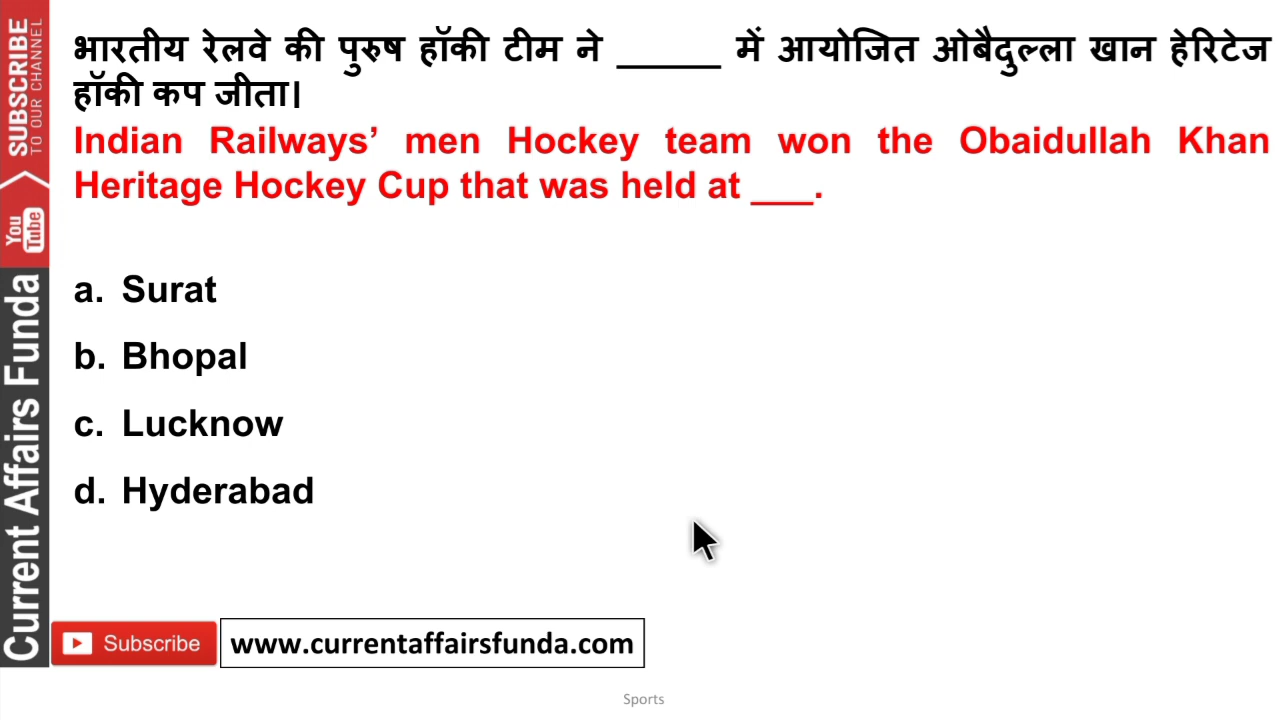 भारतीय रेलवे की पुरुष हॉकी टीम ने _____ में आयोजित ओबैदुल्ला खान हेरिटेज
हॉकी कप जीता।
Indian Railways’ men Hockey team won the Obaidullah Khan
Heritage Hockey Cup that was held at ___.
a. Surat
b. Bhopal
c. Lucknow
d. Hyderabad
SUBSCRIBE
TO OUR CHANNEL
You
Tube
Current Affairs Funda
Subscribe
www.currentaffairsfunda.com
Sports